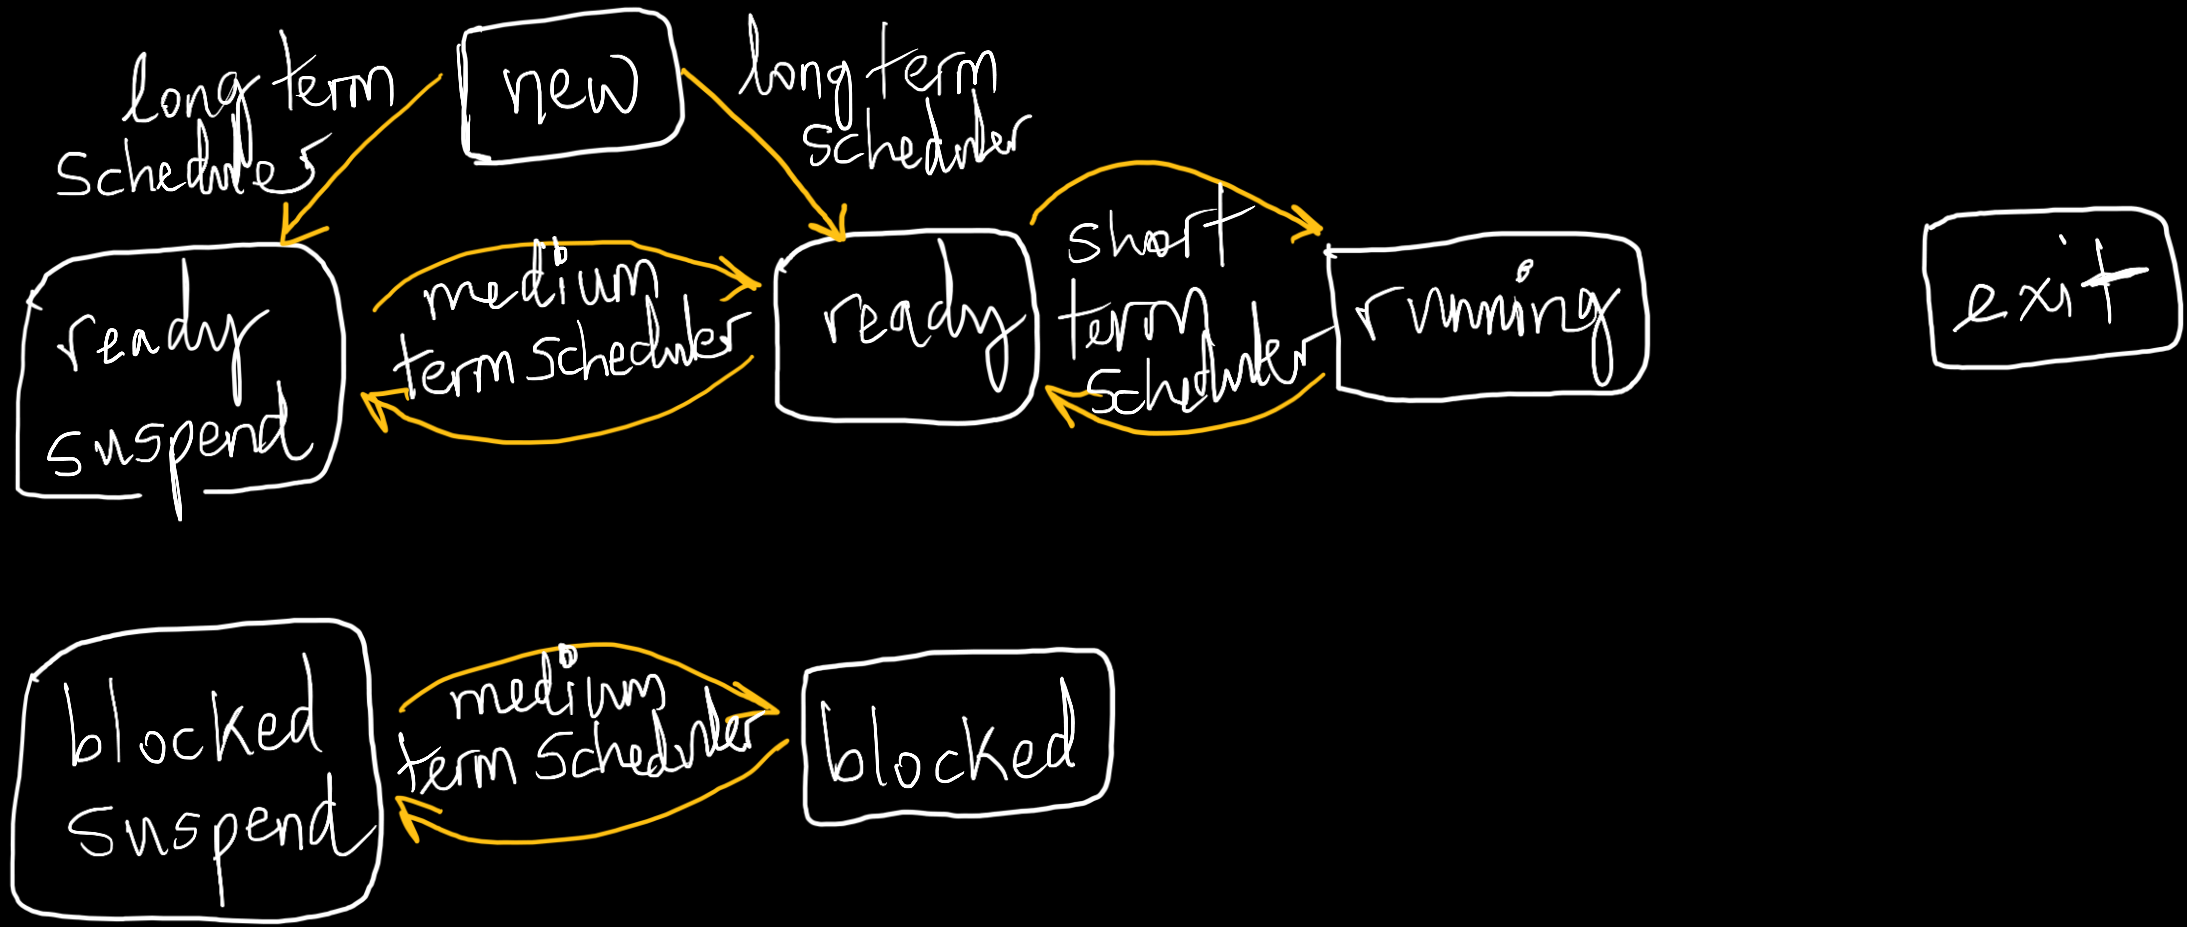 new
long term
Scheduler
long term
scheduler
ready
suspend
medium
term Scheduler
ready
short
term
Scheduler
running
exit
blocked
Suspend
medium
term Scheduler
blocked